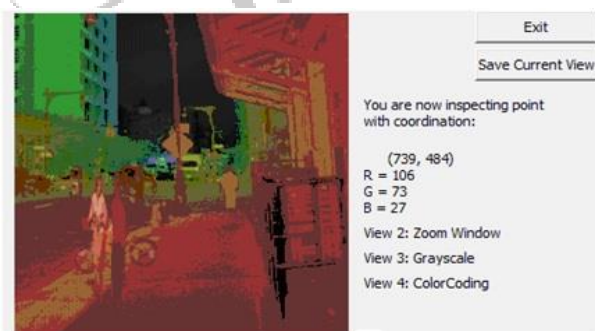 Exit
Save Current View
You are now inspecting point
with coordination:
(739, 484)
R = 106
G = 73
B = 27
View 2: Zoom Window
View 3: Grayscale
View 4: ColorCoding